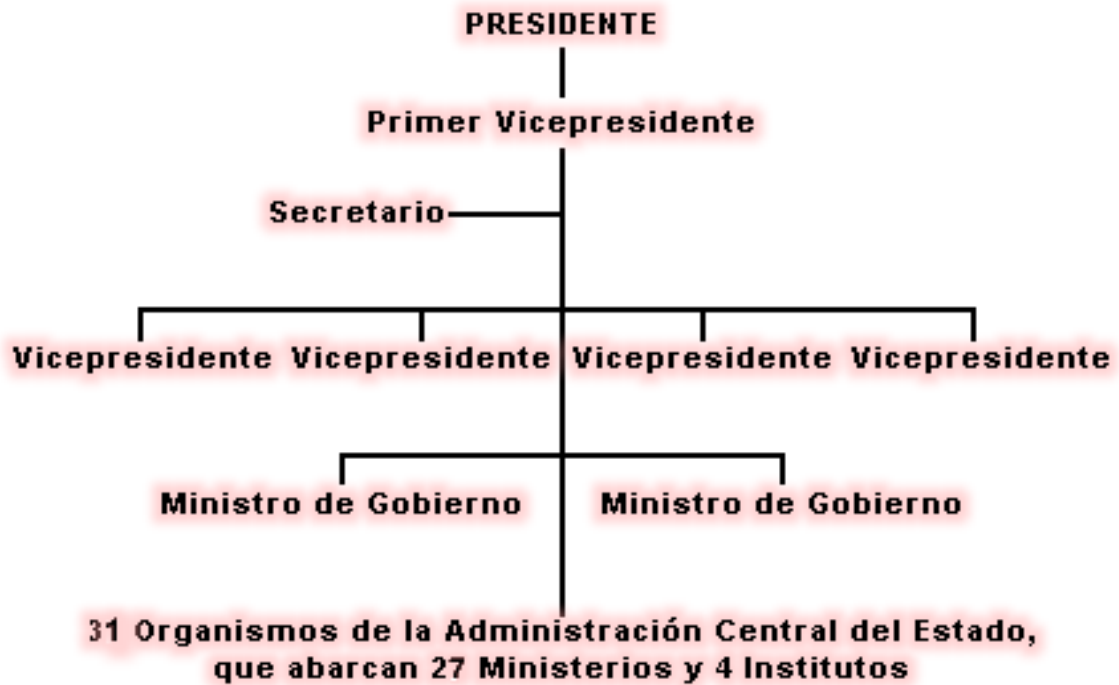 PRESIDENTE
Primer Vicepresidente
Secretario
Vicepresidente Vicepresidente Vicepresidente Vicepresidente
Ministro de Gobierno Ministro de Gobierno
31 Organismos de la Administración Central del Estado,
que abarcan 27 Ministerios y 4 Institutos